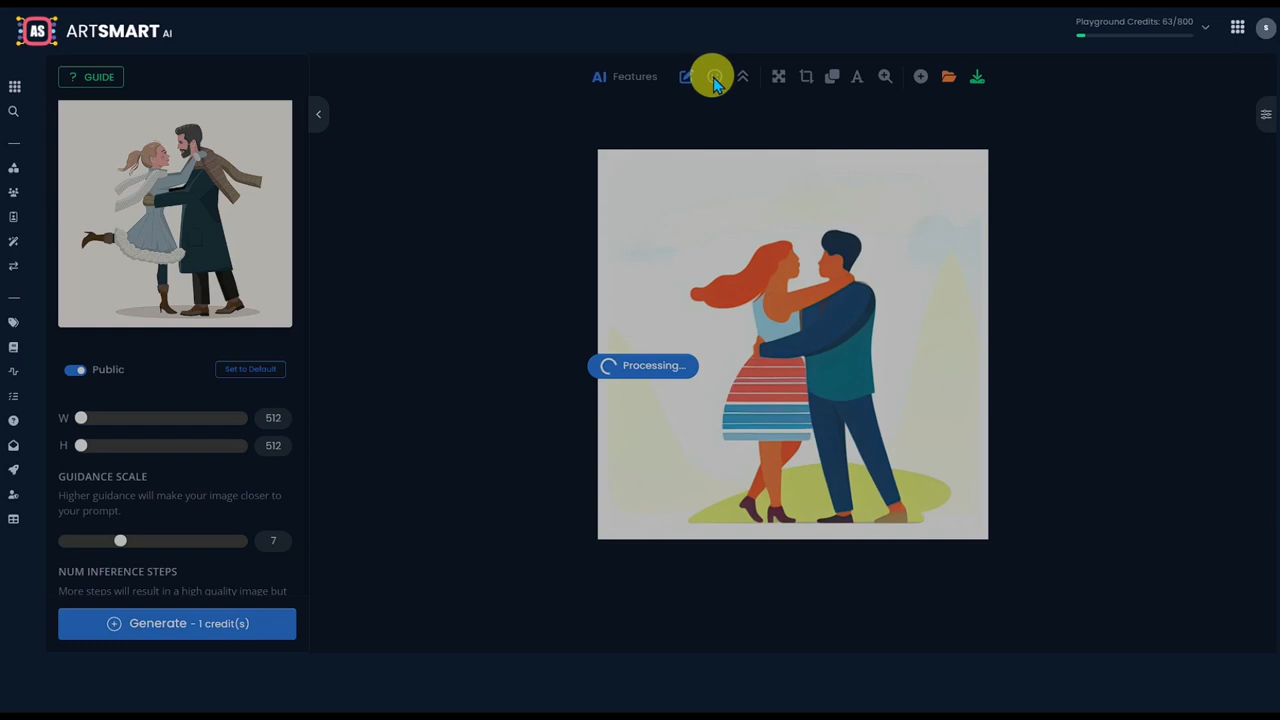 AS ARTSMART AI
Playground Credits: 63/800
S
? GUIDE
AI Features
A
Processing...
Public
Set to Default
W 512
H 512
GUIDANCE SCALE
Higher guidance will make your image closer to
your prompt.
7
NUM INFERENCE STEPS
More steps will result in a high quality image but
Generate - 1 credit(s)